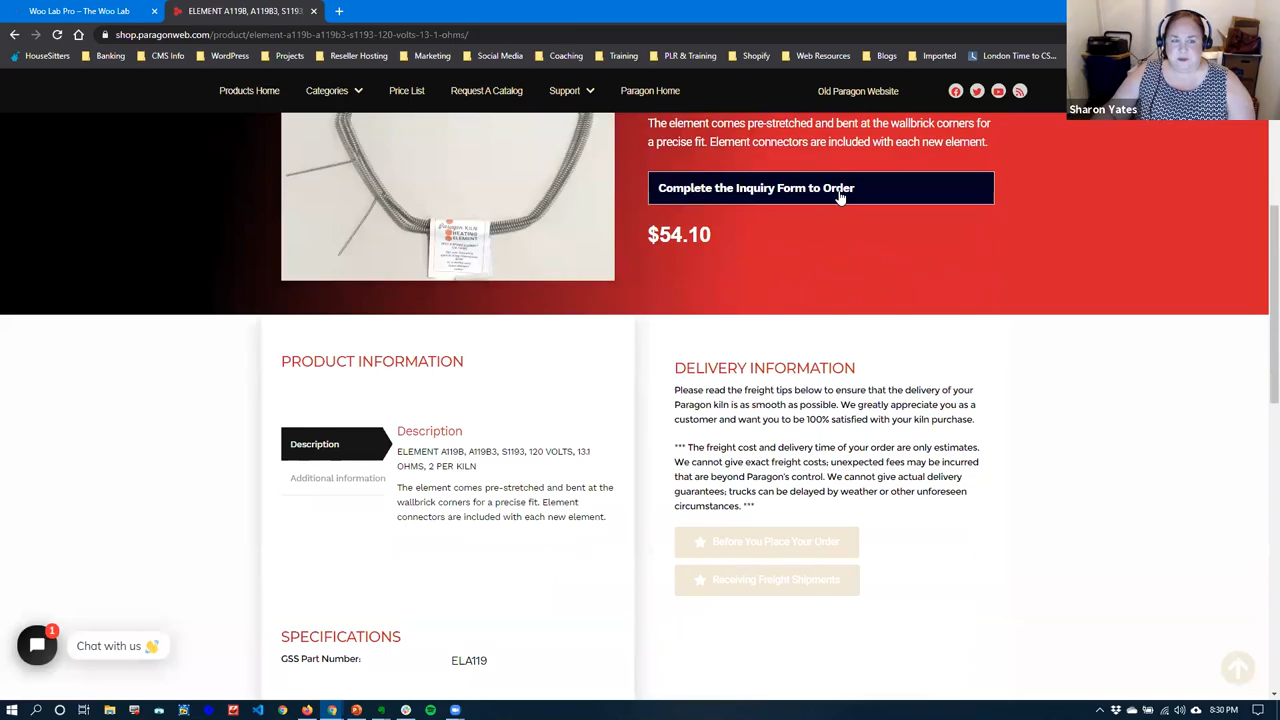 Woo Lab Pro – The Woo Lab
ELEMENT A119B, A119B3, S1193,
shop.paragonweb.com/product/element-a119b-a119b3-s1193-120-volts-13-1-ohms/
HouseSitters
Banking
CMS Info
WordPress
Projects
Reseller Hosting
Marketing
Social Media
Coaching
Training
PLR & Training
Shopify
Web Resources
Blogs
Imported
London Time to CS...
Sharon Yates
Products Home
Categories
Price List
Request A Catalog
Support
Paragon Home
Old Paragon Website
The element comes pre-stretched and bent at the wallbrick corners for
a precise fit. Element connectors are included with each new element.
Complete the Inquiry Form to Order
$54.10
Paragon KILN
HEATING
ELEMENT
PRODUCT INFORMATION
Description
Additional information
Description
ELEMENT A119B, A119B3, S1193, 120 VOLTS, 13.1
OHMS, 2 PER KILN
The element comes pre-stretched and bent at the
wallbrick corners for a precise fit. Element
connectors are included with each new element.
SPECIFICATIONS
GSS Part Number:
ELA119
DELIVERY INFORMATION
Please read the freight tips below to ensure that the delivery of your
Paragon kiln is as smooth as possible. We greatly appreciate you as a
customer and want you to be 100% satisfied with your kiln purchase.
*** The freight cost and delivery time of your order are only estimates.
We cannot give exact freight costs; unexpected fees may be incurred
that are beyond Paragon's control. We cannot give actual delivery
guarantees; trucks can be delayed by weather or other unforeseen
circumstances. ***
Before You Place Your Order
Receiving Freight Shipments
1
Chat with us 👋
8:30 PM